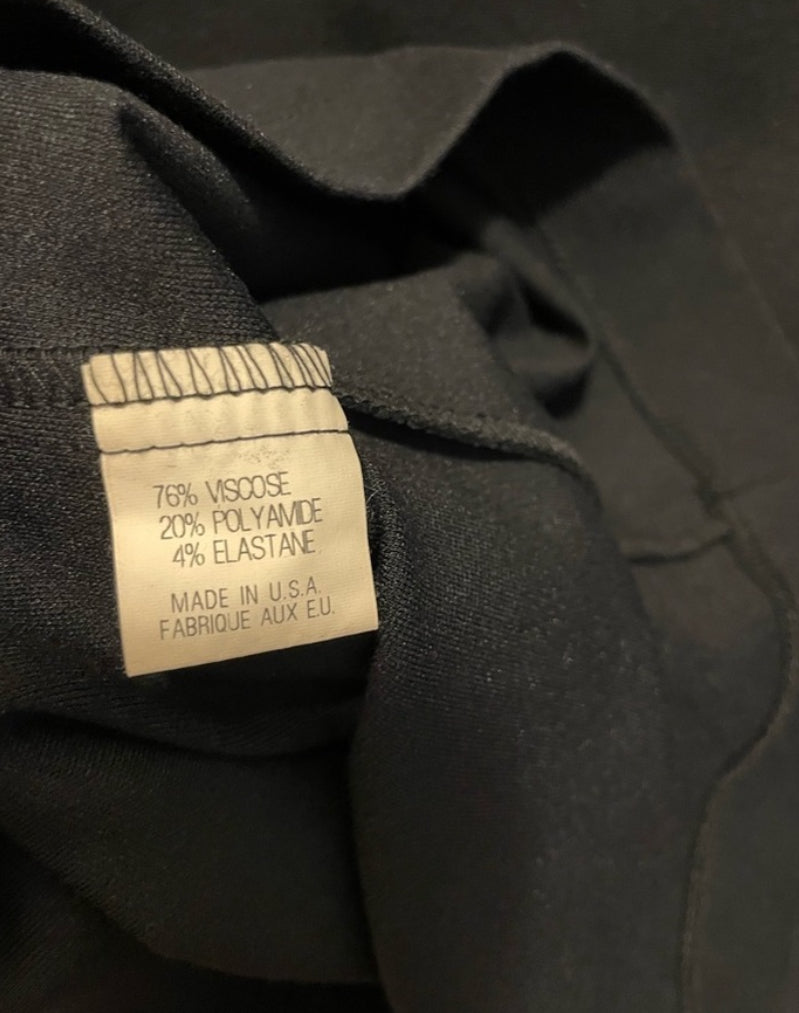 76% VISCOSE
20% POLYAMIDE
4% ELASTANE
MADE IN U.S.A.
FABRIQUE AUX E.U.